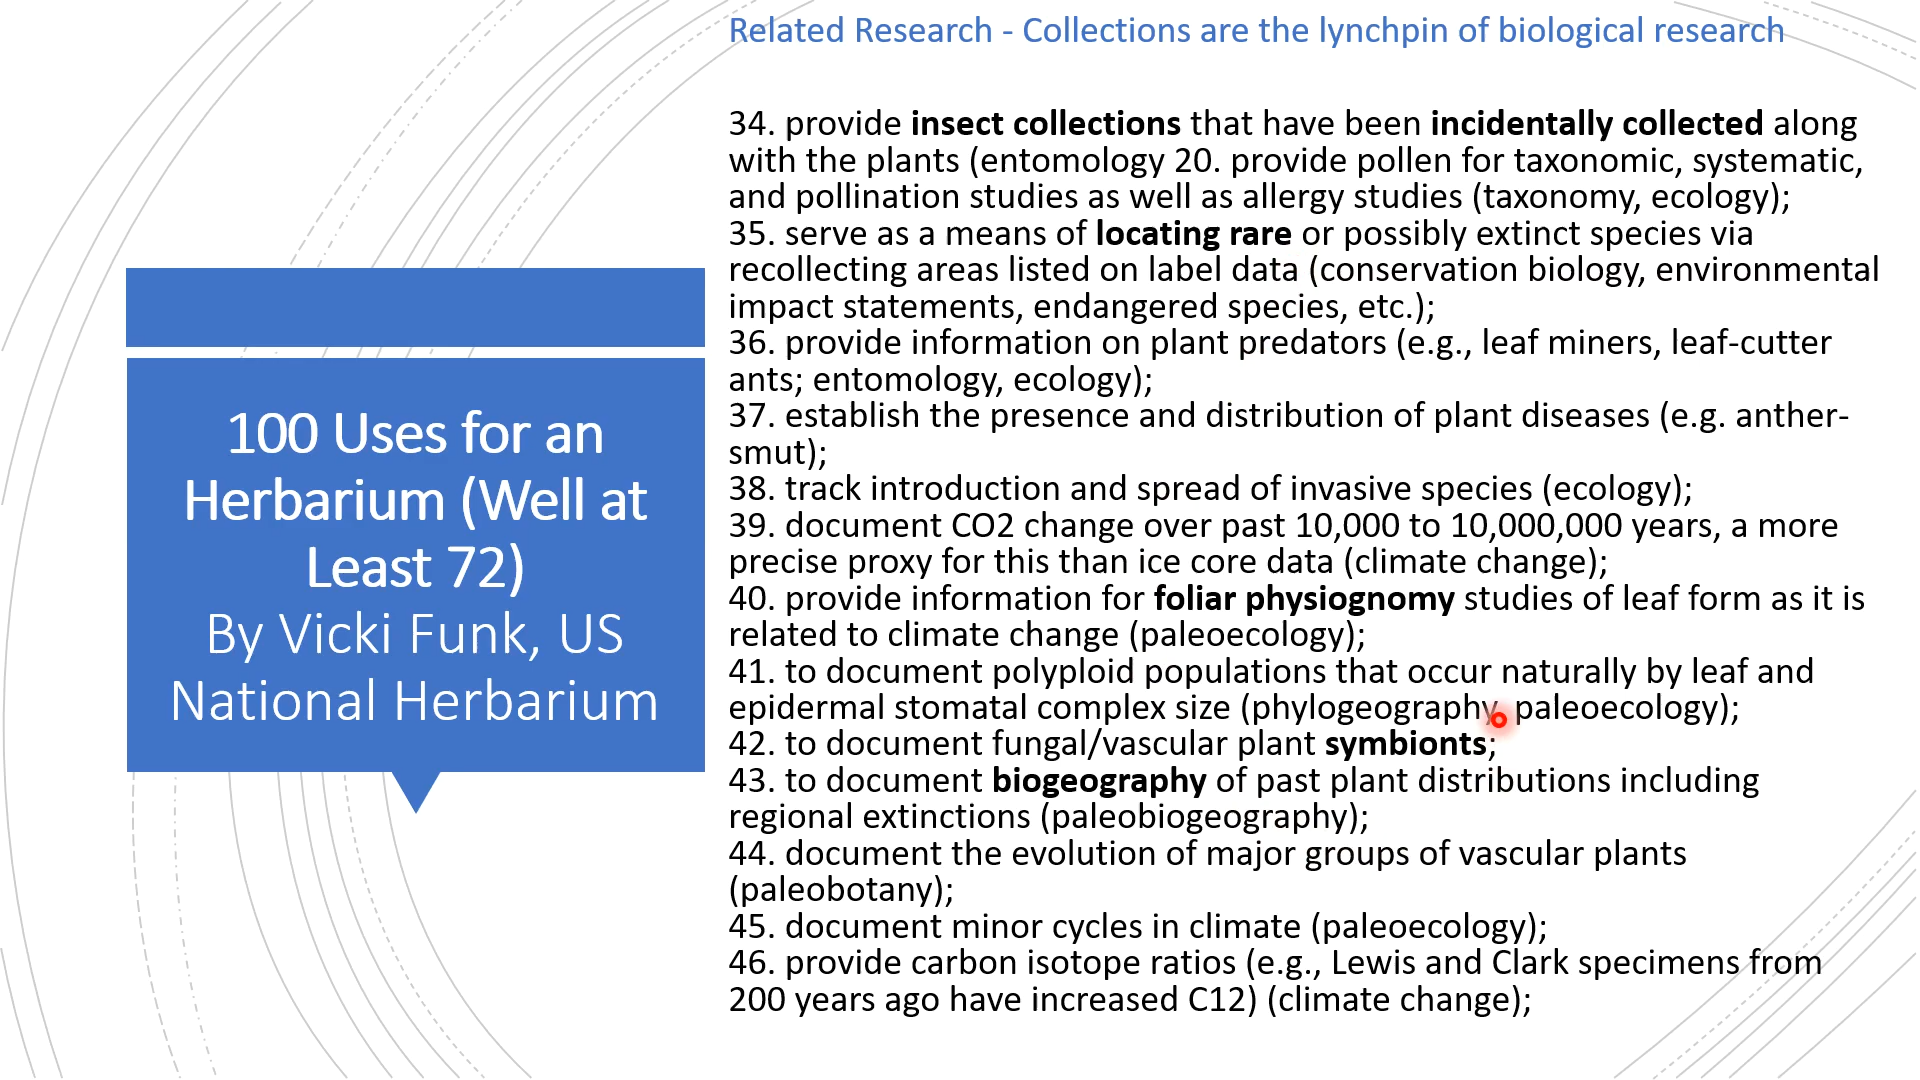 Related Research - Collections are the lynchpin of biological research
100 Uses for an
Herbarium (Well at
Least 72)
By Vicki Funk, US
National Herbarium
34. provide insect collections that have been incidentally collected along
with the plants (entomology 20. provide pollen for taxonomic, systematic,
and pollination studies as well as allergy studies (taxonomy, ecology);
35. serve as a means of locating rare or possibly extinct species via
recollecting areas listed on label data (conservation biology, environmental
impact statements, endangered species, etc.);
36. provide information on plant predators (e.g., leaf miners, leaf-cutter
ants; entomology, ecology);
37. establish the presence and distribution of plant diseases (e.g. anther-
smut);
38. track introduction and spread of invasive species (ecology);
39. document CO2 change over past 10,000 to 10,000,000 years, a more
precise proxy for this than ice core data (climate change);
40. provide information for foliar physiognomy studies of leaf form as it is
related to climate change (paleoecology);
41. to document polyploid populations that occur naturally by leaf and
epidermal stomatal complex size (phylogeography, paleoecology);
42. to document fungal/vascular plant symbionts;
43. to document biogeography of past plant distributions including
regional extinctions (paleobiogeography);
44. document the evolution of major groups of vascular plants
(paleobotany);
45. document minor cycles in climate (paleoecology);
46. provide carbon isotope ratios (e.g., Lewis and Clark specimens from
200 years ago have increased C12) (climate change);